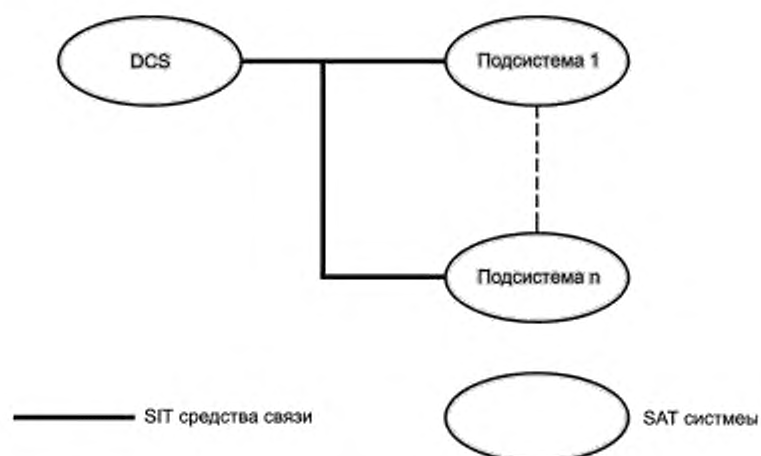 DCS
Подсистема 1
Подсистема n
SIT средства связи
SAT систмеы